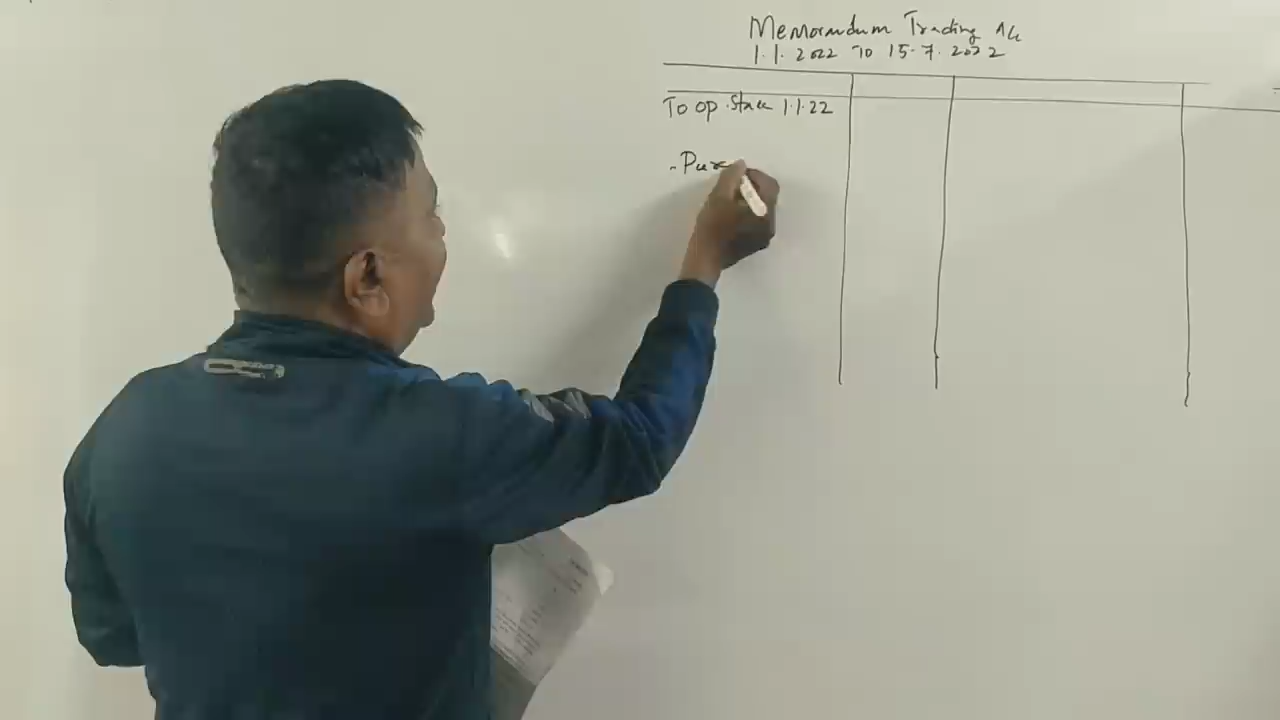 Memorandum Trading A/c
1.1.2022 To 15.7.2022
To Op. Stock 1.1.22
" Pur